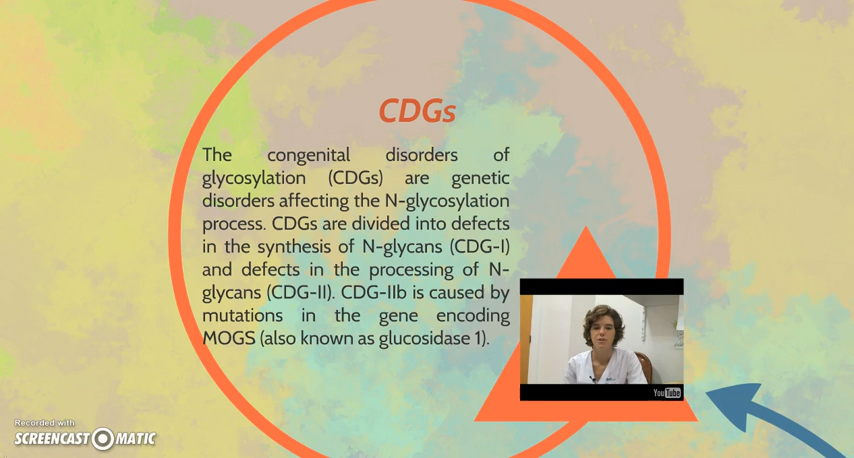 CDGs
The congenital disorders of
glycosylation (CDGs) are genetic
disorders affecting the N-glycosylation
process. CDGs are divided into defects
in the synthesis of N-glycans (CDG-I)
and defects in the processing of N-
glycans (CDG-II). CDG-IIb is caused by
mutations in the gene encoding
MOGS (also known as glucosidase 1).
YouTube
Recorded with
SCREENCAST MATIC